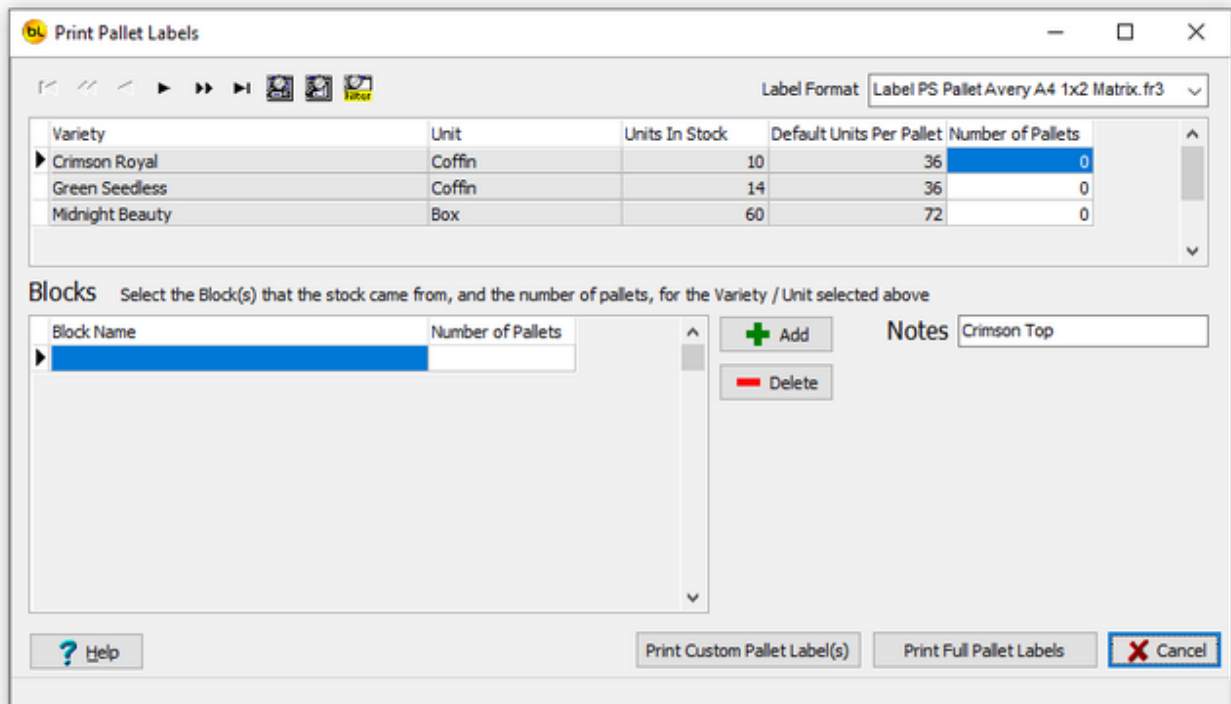 bL Print Pallet Labels
Filter
Label Format Label PS Pallet Avery A4 1x2 Matrix.fr3
Variety Unit Units In Stock Default Units Per Pallet Number of Pallets
Crimson Royal Coffin 10 36 0
Green Seedless Coffin 14 36 0
Midnight Beauty Box 60 72 0
Blocks Select the Block(s) that the stock came from, and the number of pallets, for the Variety / Unit selected above
Block Name Number of Pallets
Add
Notes Crimson Top
Delete
? Help
Print Custom Pallet Label(s) Print Full Pallet Labels Cancel